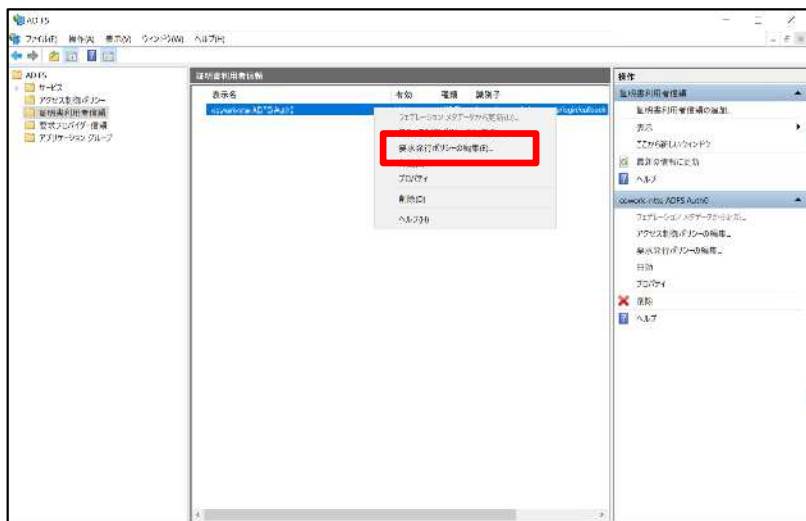 AD FS
ファイル(F) 操作(A) 表示(V) ウィンドウ(W) ヘルプ(H)
AD FS
サービス
アクセス制御ポリシー
証明書利用者信頼
要求プロバイダー信頼
アプリケーション グループ
証明書利用者信頼
表示名 有効 種類 識別子
ADFS Auth0
フェデレーション メタデータから更新(U)...
要求発行ポリシーの編集(E)...
プロパティ
削除(D)
ヘルプ(H)
操作
証明書利用者信頼
証明書利用者信頼の追加...
表示
ここから新しいウィンドウ
最新の情報に更新
ヘルプ
ADFS Auth0
フェデレーション メタデータから更新...
アクセス制御ポリシーの編集...
要求発行ポリシーの編集...
プロパティ
削除
ヘルプ